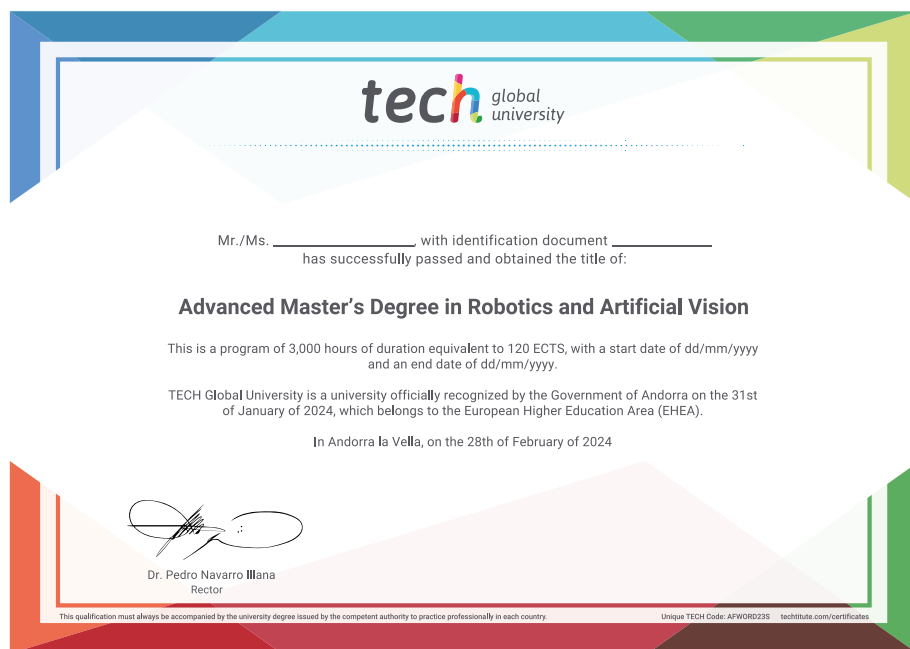 tech global
university
Mr./Ms. ____________, with identification document ____________
has successfully passed and obtained the title of:
Advanced Master's Degree in Robotics and Artificial Vision
This is a program of 3,000 hours of duration equivalent to 120 ECTS, with a start date of dd/mm/yyyy
and an end date of dd/mm/yyyy.
TECH Global University is a university officially recognized by the Government of Andorra on the 31st
of January of 2024, which belongs to the European Higher Education Area (EHEA).
In Andorra la Vella, on the 28th of February of 2024
Dr. Pedro Navarro Illana
Rector
This qualification must always be accompanied by the university degree issued by the competent authority to practice professionally in each country. Unique TECH Code: AFWORD23S techtitute.com/certificates